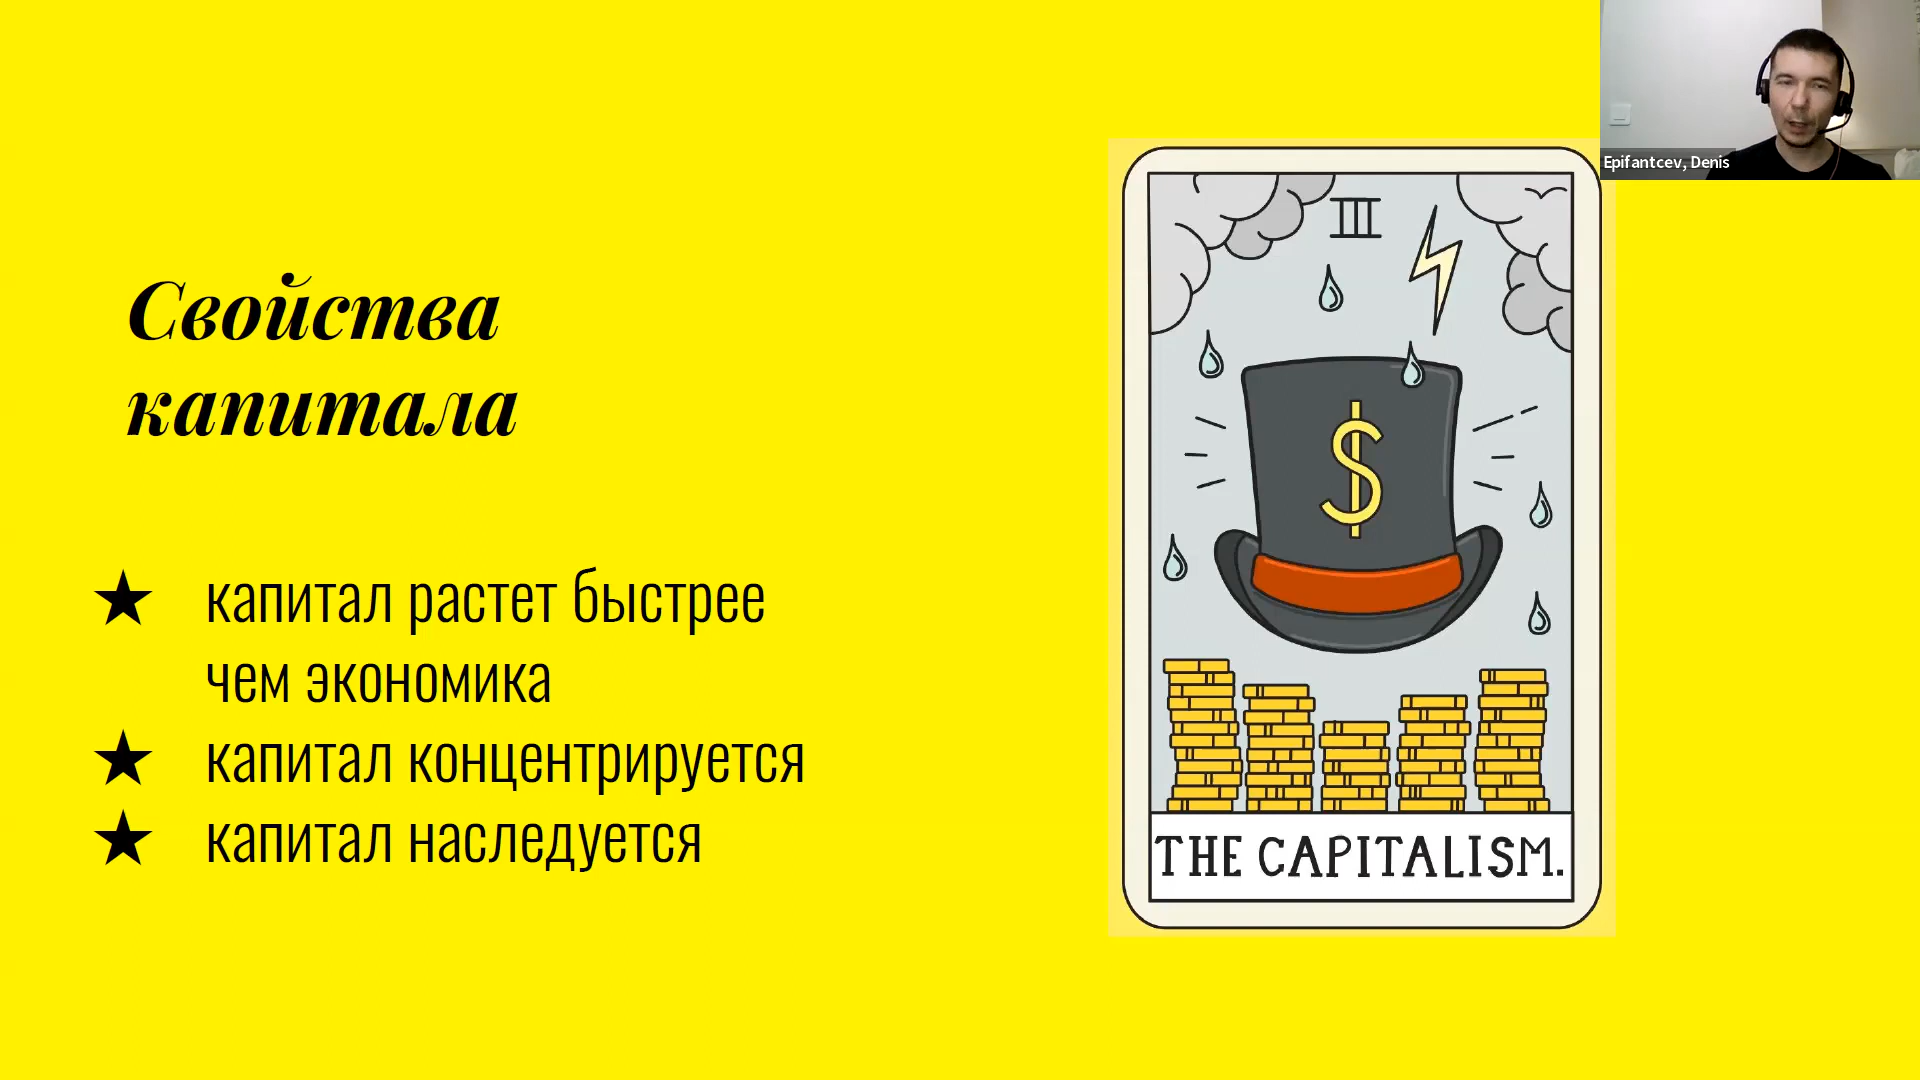 Epifantcev, Denis
Свойства
капитала
★ капитал растет быстрее
чем экономика
★ капитал концентрируется
★ капитал наследуется
III
$
THE CAPITALISM.